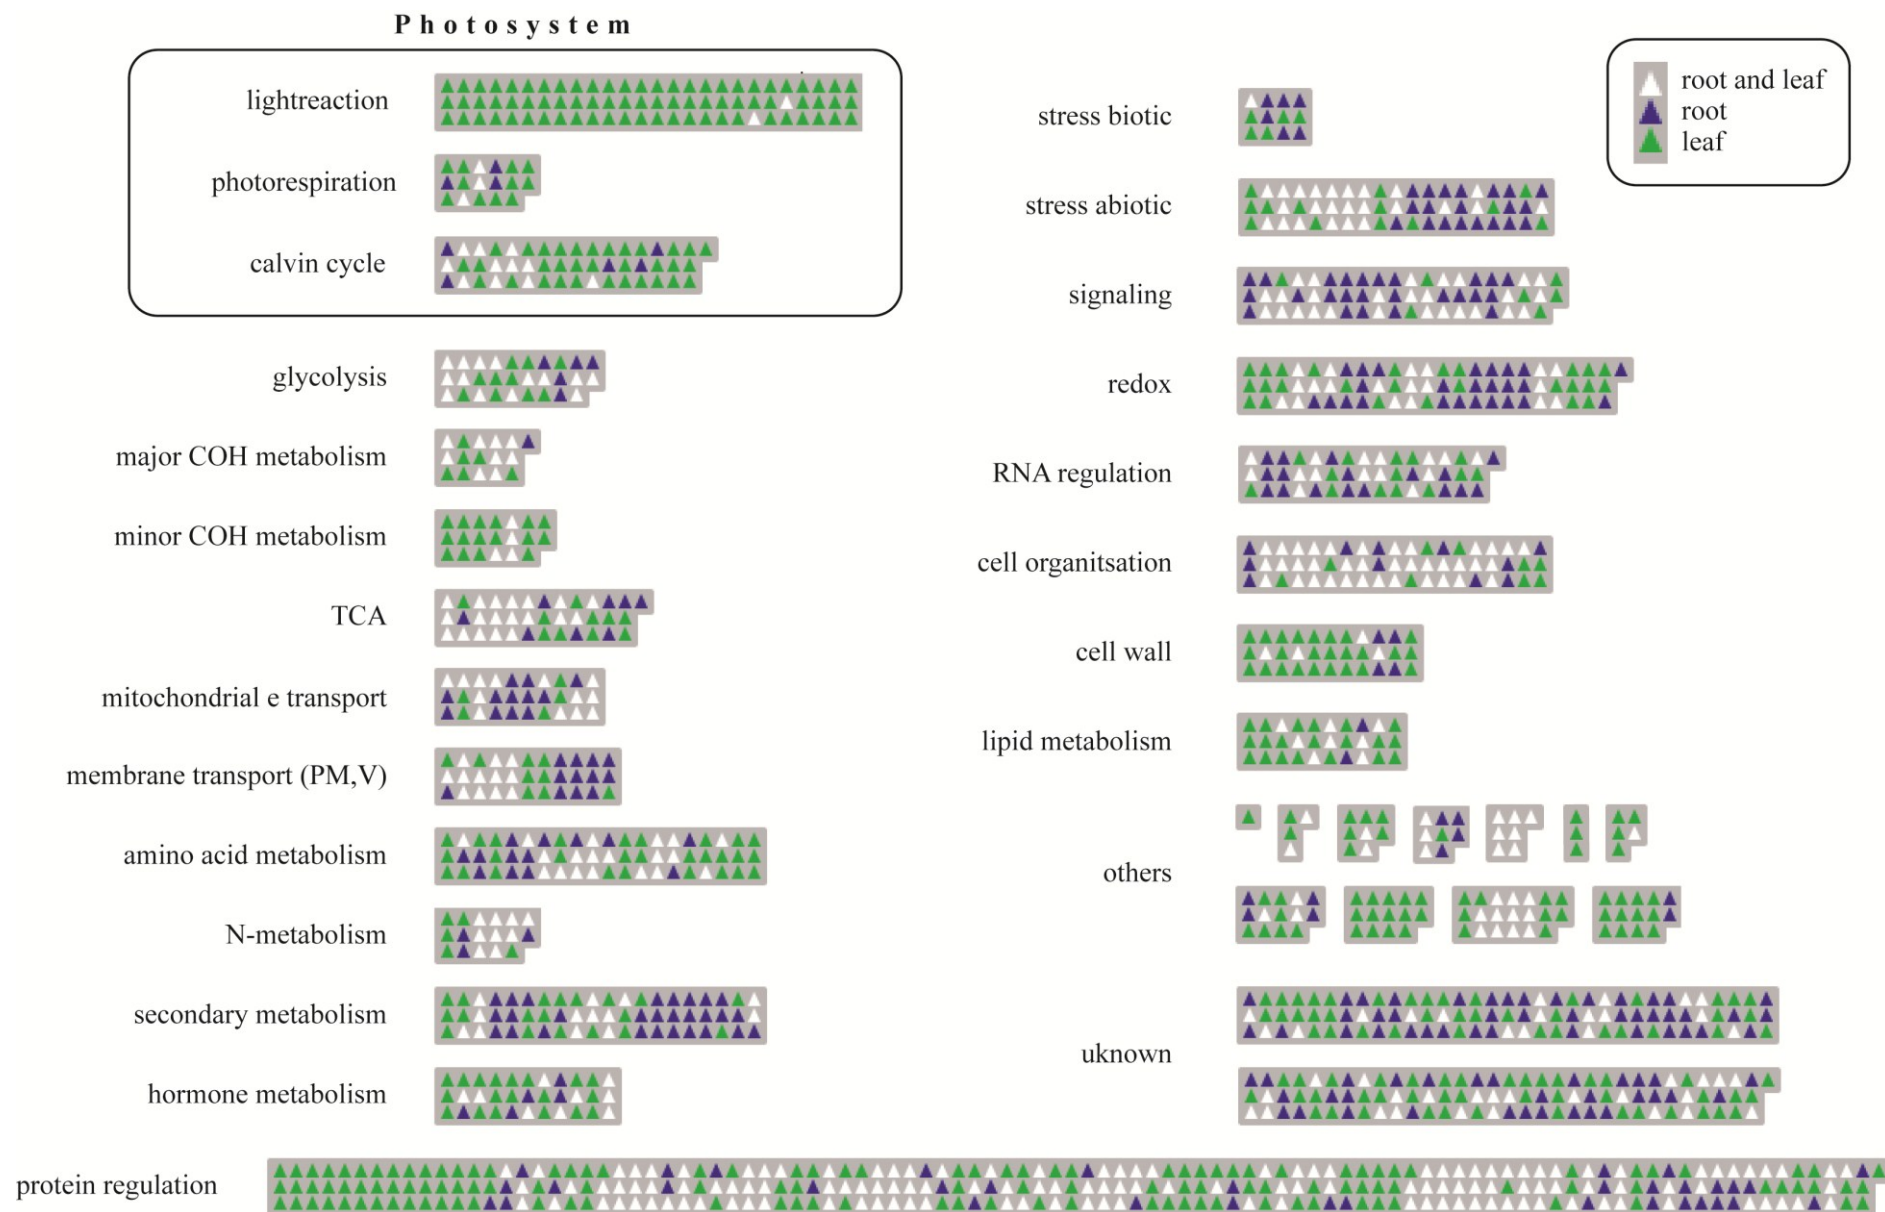 Photosystem
lightreaction
photorespiration
calvin cycle
glycolysis
major COH metabolism
minor COH metabolism
TCA
mitochondrial e transport
membrane transport (PM,V)
amino acid metabolism
N-metabolism
secondary metabolism
hormone metabolism
protein regulation
stress biotic
stress abiotic
signaling
redox
RNA regulation
cell organitsation
cell wall
lipid metabolism
others
uknown
root and leaf
root
leaf